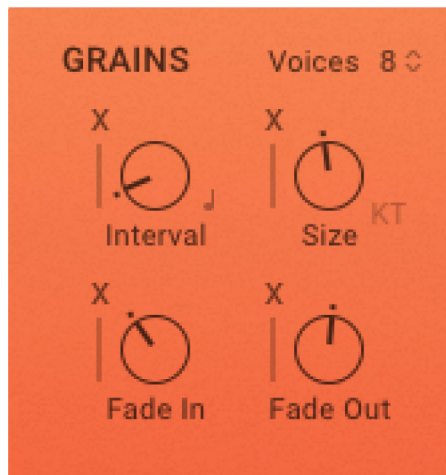 GRAINS Voices 8
X X
Interval Size KT
X X
Fade In Fade Out